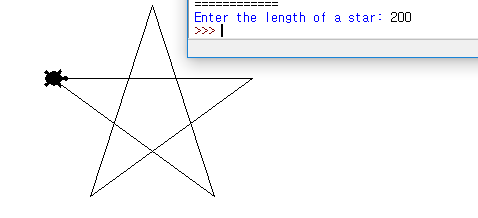 ============
Enter the length of a star: 200
>>>